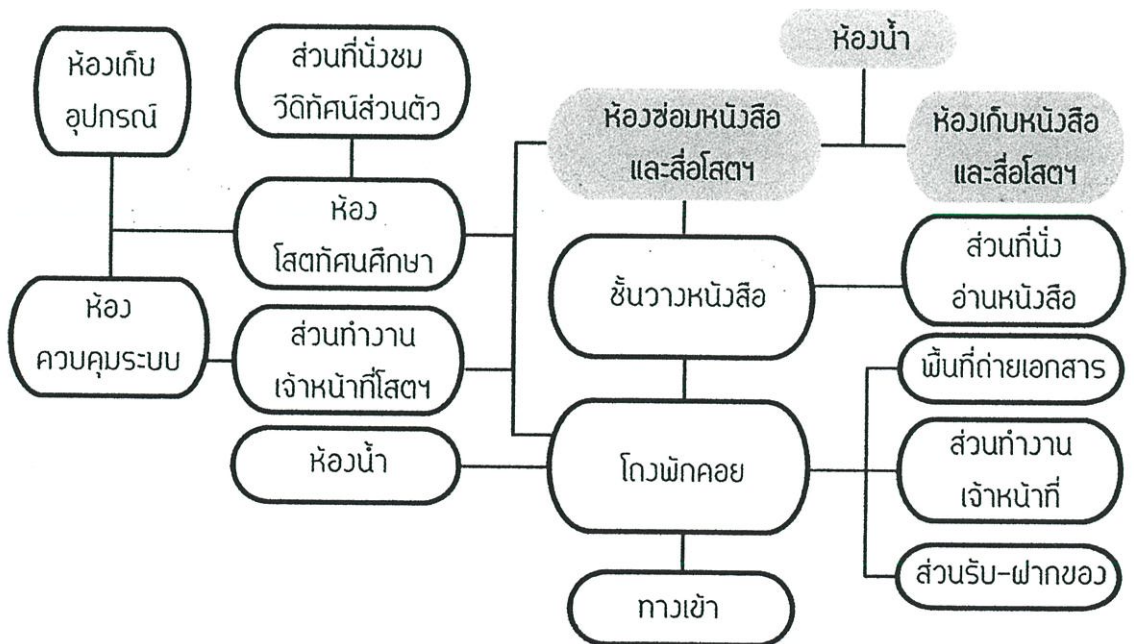 ห้องน้ำ
ห้องเก็บ
อุปกรณ์
ส่วนที่นั่งชม
วีดิทัศน์ส่วนตัว
ห้องซ่อมหนังสือ
และสื่อโสตฯ
ห้องเก็บหนังสือ
และสื่อโสตฯ
ห้อง
โสตทัศนศึกษา
ชั้นวางหนังสือ
ส่วนที่นั่ง
อ่านหนังสือ
ห้อง
ควบคุมระบบ
ส่วนทำงาน
เจ้าหน้าที่โสตฯ
พื้นที่ถ่ายเอกสาร
ห้องน้ำ
โถงพักคอย
ส่วนทำงาน
เจ้าหน้าที่
ส่วนรับ-ฝากของ
ทางเข้า